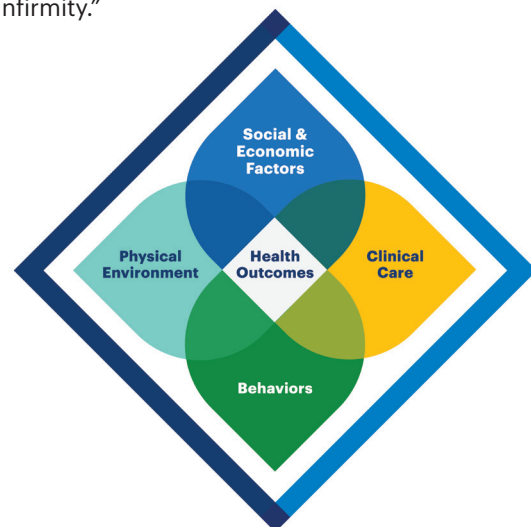 nfirmity.”
Social &
Economic
Factors
Physical
Environment
Health
Outcomes
Clinical
Care
Behaviors